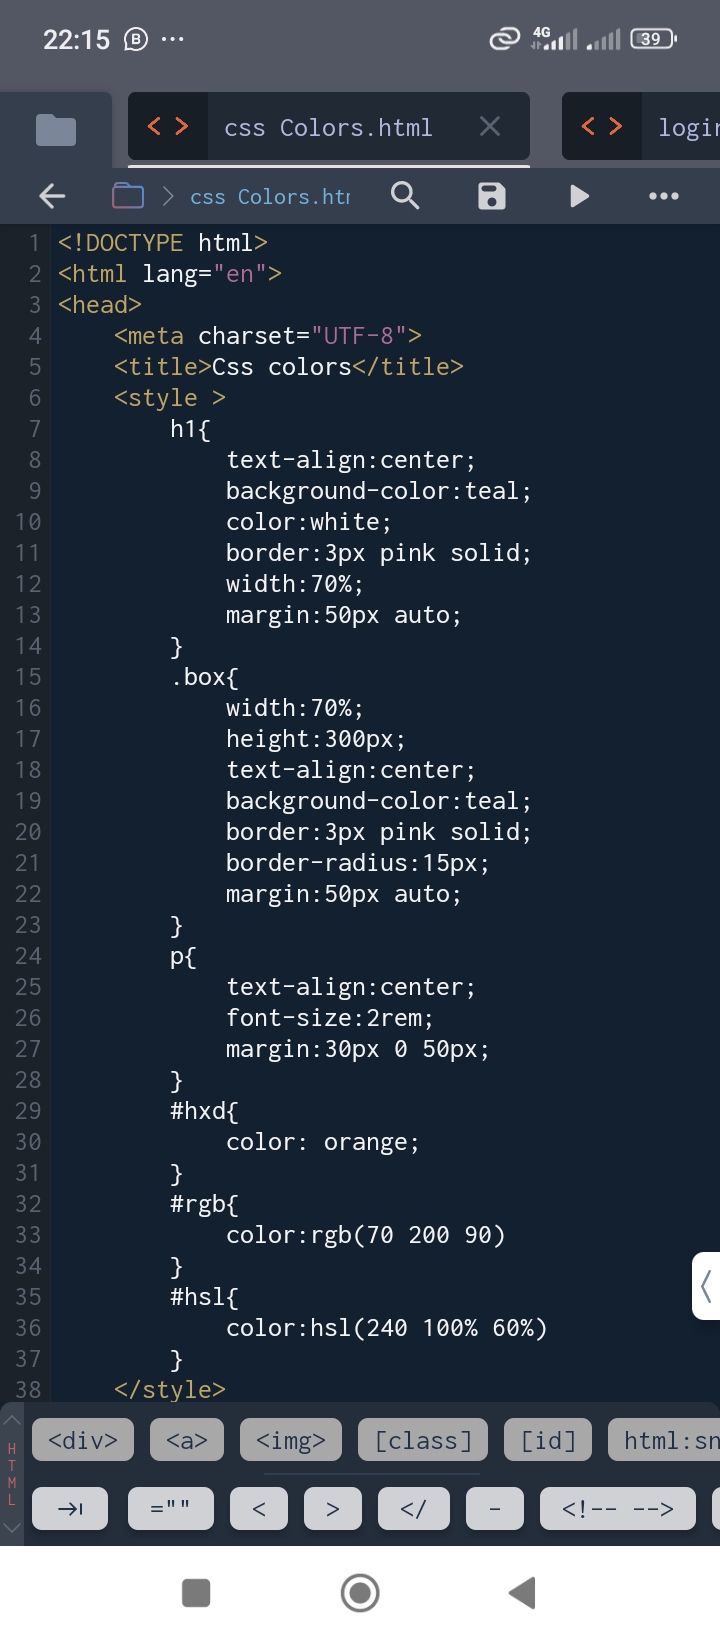 22:15 B ... 4G 39
< > css Colors.html × < >
css Colors.
1 <!DOCTYPE html>
2 <html lang="en">
3 <head>
4 <meta charset="UTF-8">
5 <title>Css colors</title>
6 <style >
7 h1{
8 text-align:center;
9 background-color:teal;
10 color:white;
11 border:3px pink solid;
12 width:70%;
13 margin:50px auto;
14 }
15 .box{
16 width:70%;
17 height:300px;
18 text-align:center;
19 background-color:teal;
20 border:3px pink solid;
21 border-radius:15px;
22 margin:50px auto;
23 }
24 p{
25 text-align:center;
26 font-size:2rem;
27 margin:30px 0 50px;
28 }
29 #hxd{
30 color: orange;
31 }
32 #rgb{
33 color:rgb(70 200 90)
34 }
35 #hsl{
36 color:hsl(240 100% 60%)
37 }
38 </style>
HTML
<div> <a> <img> [class] [id]
="" < > </ - <!-- -->